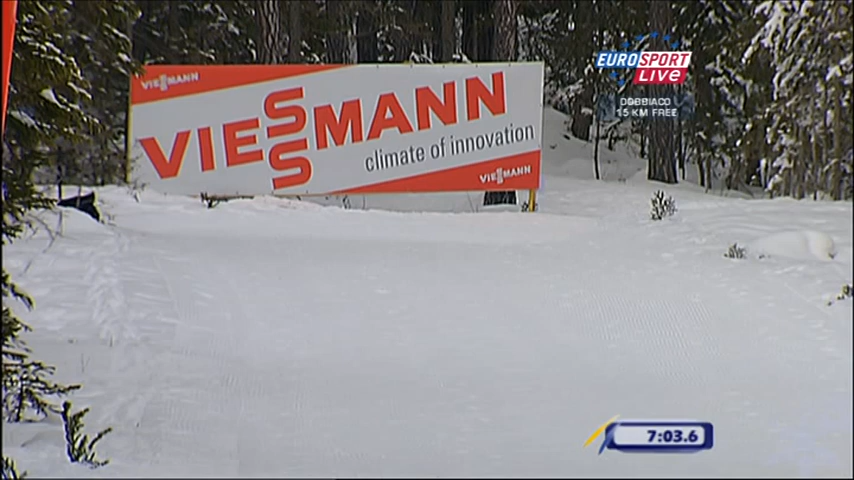 VIESSMANN
VIESSMANN
climate of innovation
VIESSMANN
EUROSPORT
LIVE
DOBBIACO
15 KM FREE
7:03.6